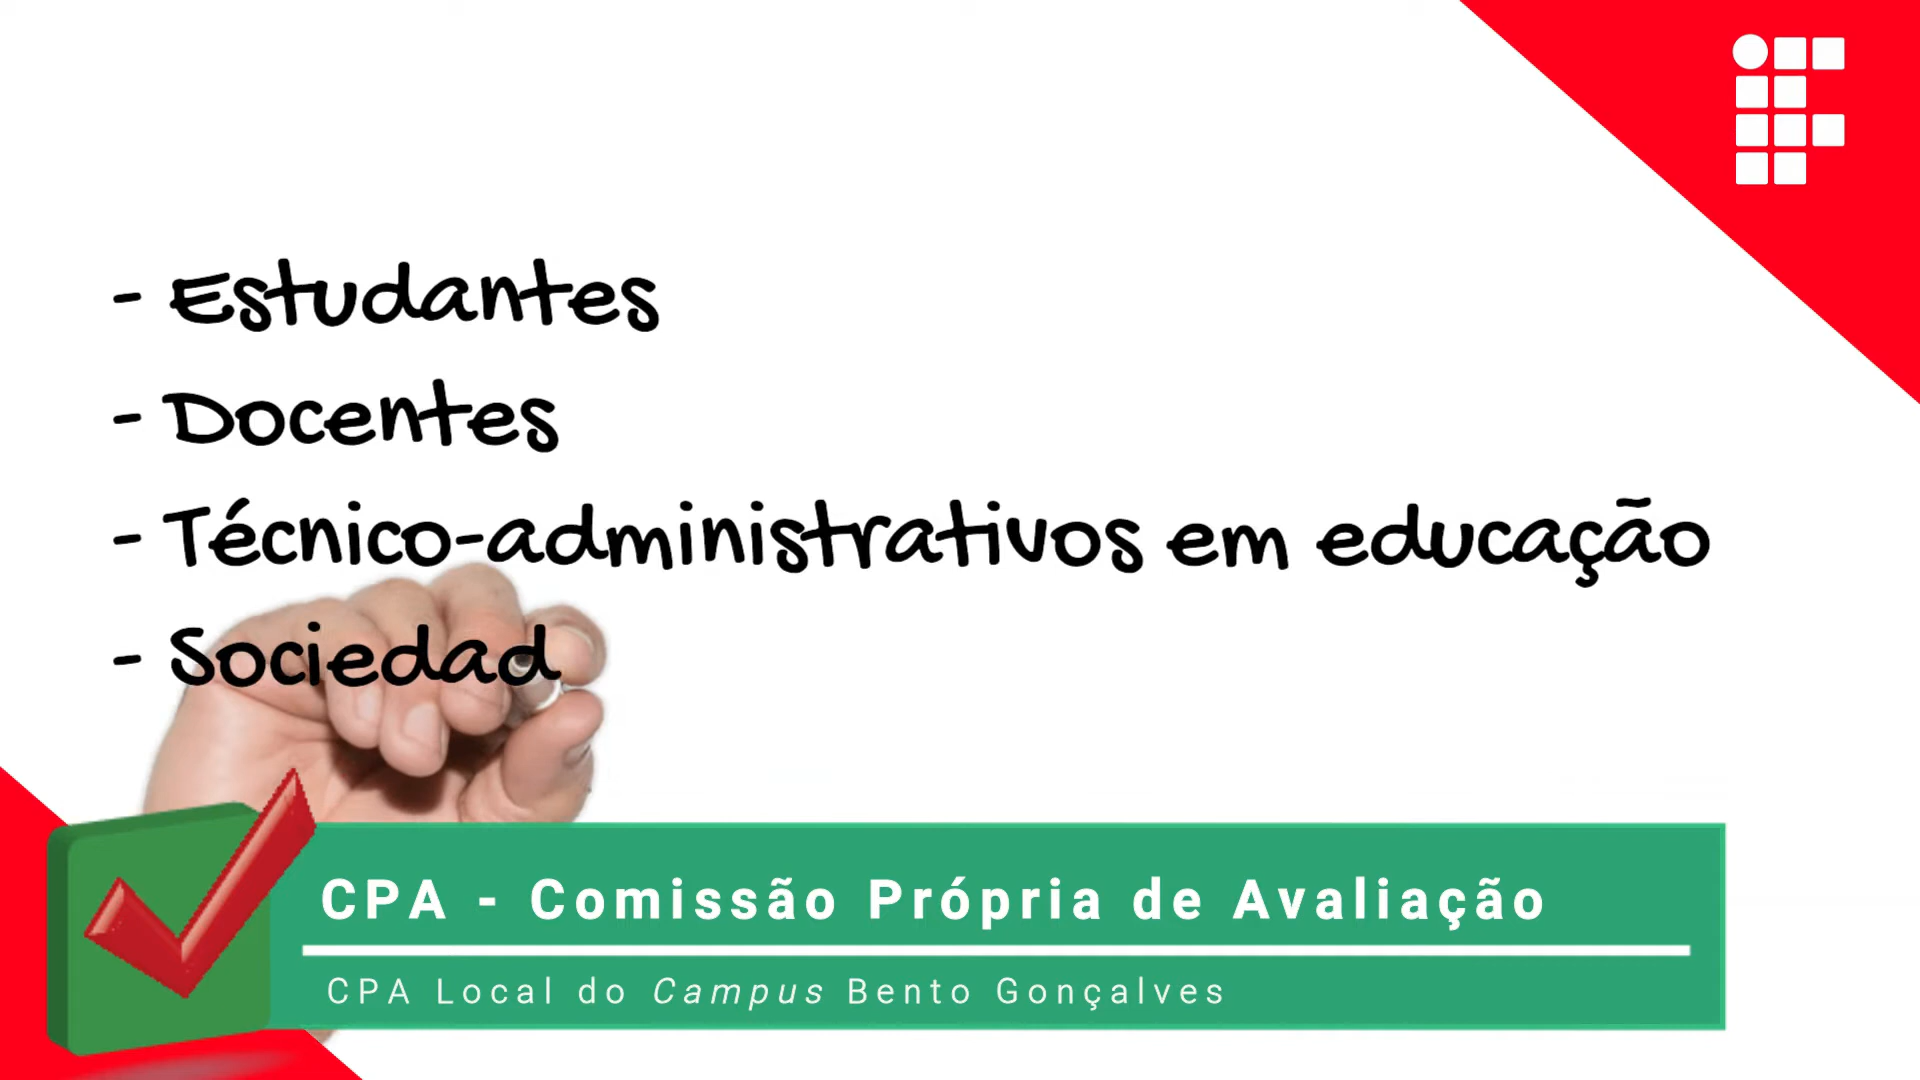 - Estudantes
- Docentes
- Técnico-administrativos em educação
- Sociedad
CPA - Comissão Própria de Avaliação
CPA Local do Campus Bento Gonçalves